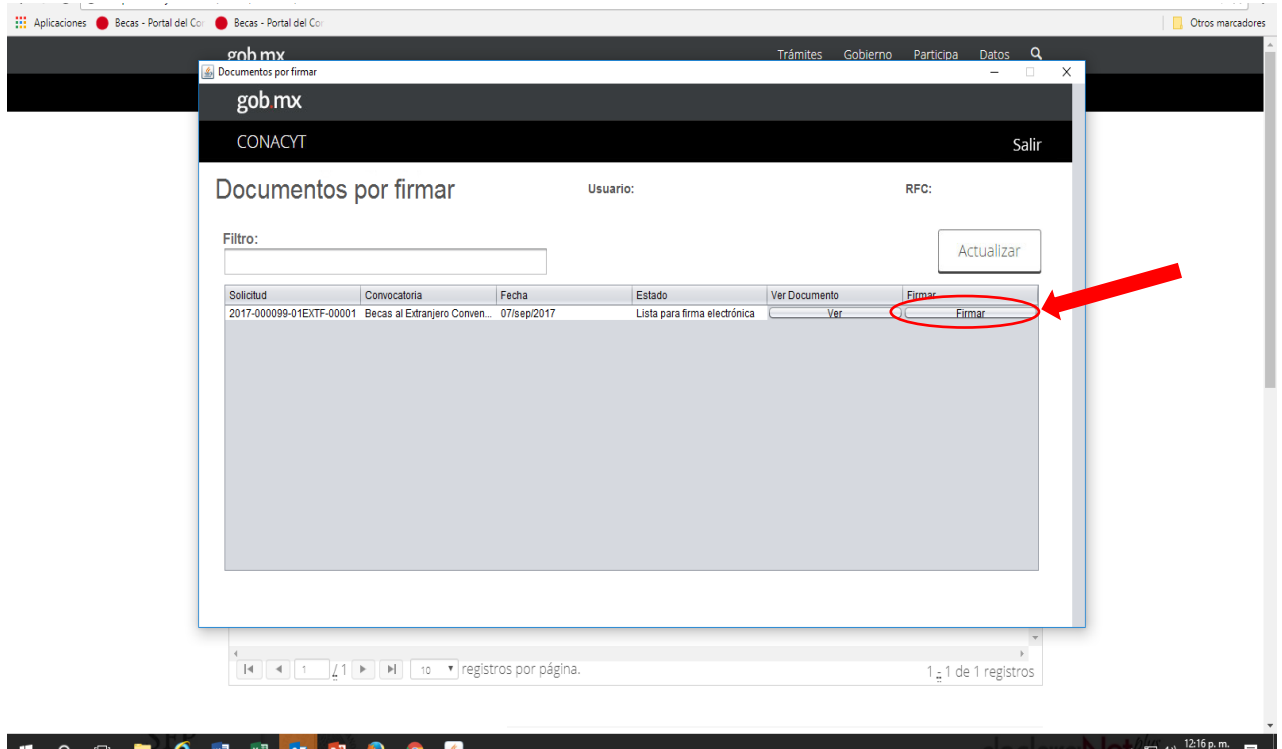 Aplicaciones Becas - Portal del Co Becas - Portal del Co Otros marcadores
gob mx Trámites Gobierno Participa Datos
Documentos por firmar
gob.mx
CONACYT Salir
Documentos por firmar Usuario: RFC:
Filtro:
Actualizar
Solicitud Convocatoria Fecha Estado Ver Documento Firmar
2017-000099-01EXTF-00001 Becas al Extranjero Conven... 07/sep/2017 Lista para firma electrónica Ver Firmar
1 / 1 10 registros por página. 1 - 1 de 1 registros
12:16 p. m.